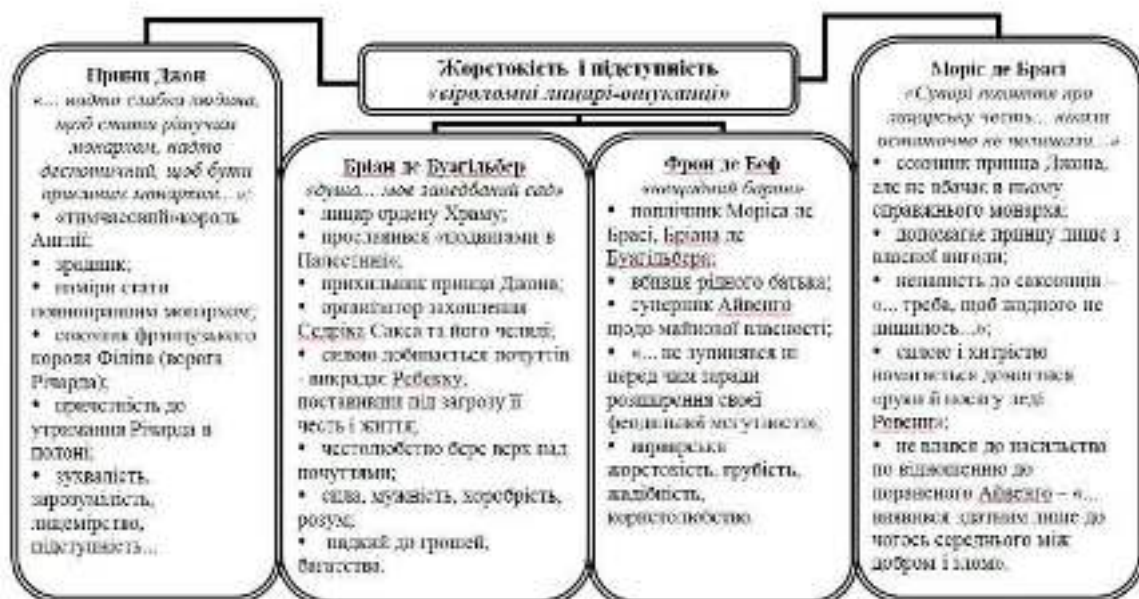 Жорстокість і підступність
«віроломні лицарі-ошуканці»
Принц Джон
«... надто слабка людина,
щоб стати рішучим
монархом, надто
деспотичний, щоб бути
монархом...»;
• «тимчасовий» король
Англії;
• зрадник;
• наміри стати
повноправним монархом;
• союзник французького
короля Філіпа (ворога
Річарда);
• причетність до
утримання Річарда в
полоні;
• зухвалість,
зарозумілість,
лицемірство,
підступність...
Бріан де Буагільбер
«душа... мов занедбаний сад»
• лицар ордену Храму;
• прославився «подвигами в
Палестині»;
• прихильник принца Джона;
• організатор захоплення
Седріка Сакса та його челяді;
• силою добивається почуттів
- викрадає Ребекку,
поставивши під загрозу її
честь і життя;
• честолюбство бере верх над
почуттями;
• сила, мужність, хоробрість,
розум;
• падкий до грошей,
багатства.
Фрон де Беф
«нещадний барон»
• поплічник Моріса де
Брасі, Бріана де
Буагільбера;
• вбивця рідного батька;
• суперник Айвенго
щодо майнової власності;
• «... не зупинявся ні
перед чим заради
розширення своєї
феодальної могутності»;
• варварська
жорстокість, грубість,
жадібність,
користолюбство.
Моріс де Брасі
«Суворі поняття про
лицарську честь... ніколи
остаточно не полишали...»
• союзник принца Джона,
але не вбачає в ньому
справжнього монарха;
• допомагає принцу лише з
власної вигоди;
• ненависть до саксонців –
«... треба, щоб жодного не
лишилось...»;
• силою і хитрістю
намагається домогтися
руки й посагу леді
Ровени;
• не вдався до насильства
по відношенню до
пораненого Айвенго – «...
виявився здатним лише до
чогось середнього між
добром і злом».